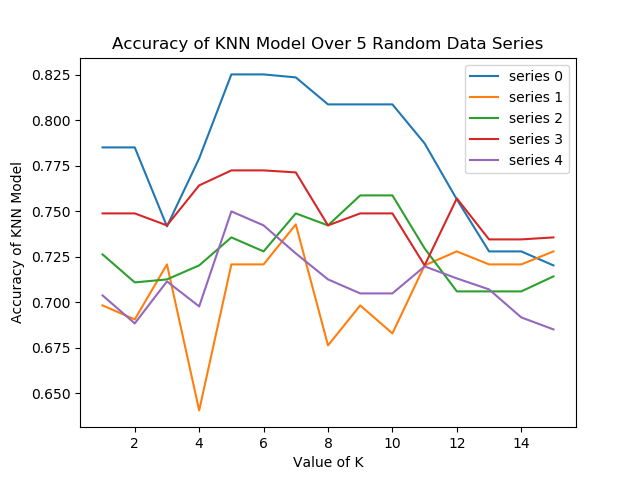 Accuracy of KNN Model Over 5 Random Data Series
series 0
series 1
series 2
series 3
series 4
Accuracy of KNN Model
0.825
0.800
0.775
0.750
0.725
0.700
0.675
0.650
2 4 6 8 10 12 14
Value of K